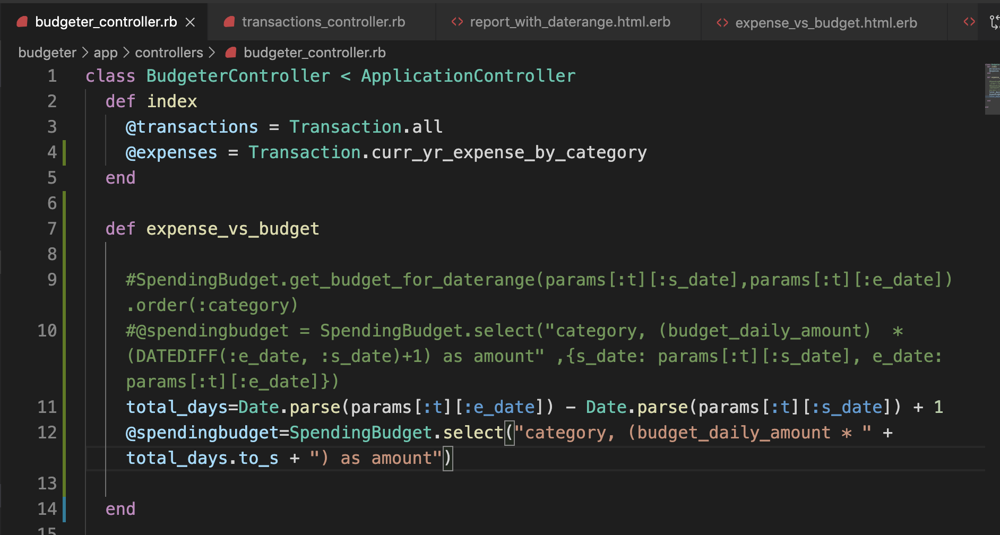 budgeter_controller.rb
transactions_controller.rb
<> report_with_daterange.html.erb
<> expense_vs_budget.html.erb
<>
budgeter > app > controllers > budgeter_controller.rb
1 class BudgeterController < ApplicationController
2 def index
3 @transactions = Transaction.all
4 @expenses = Transaction.curr_yr_expense_by_category
5 end
6
7 def expense_vs_budget
8
9 #SpendingBudget.get_budget_for_daterange(params[:t][:s_date],params[:t][:e_date])
.order(:category)
10 #@spendingbudget = SpendingBudget.select("category, (budget_daily_amount)  *
(DATEDIFF(:e_date, :s_date)+1) as amount" ,{s_date: params[:t][:s_date], e_date:
params[:t][:e_date]})
11 total_days=Date.parse(params[:t][:e_date]) - Date.parse(params[:t][:s_date]) + 1
12 @spendingbudget=SpendingBudget.select("category, (budget_daily_amount * " +
total_days.to_s + ") as amount")
13
14 end
15